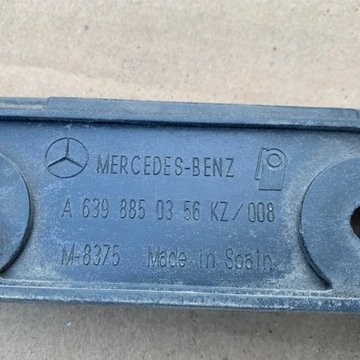 MERCEDES-BENZ
A 639 885 03 56 KZ/008
M-8375 Made in Spain